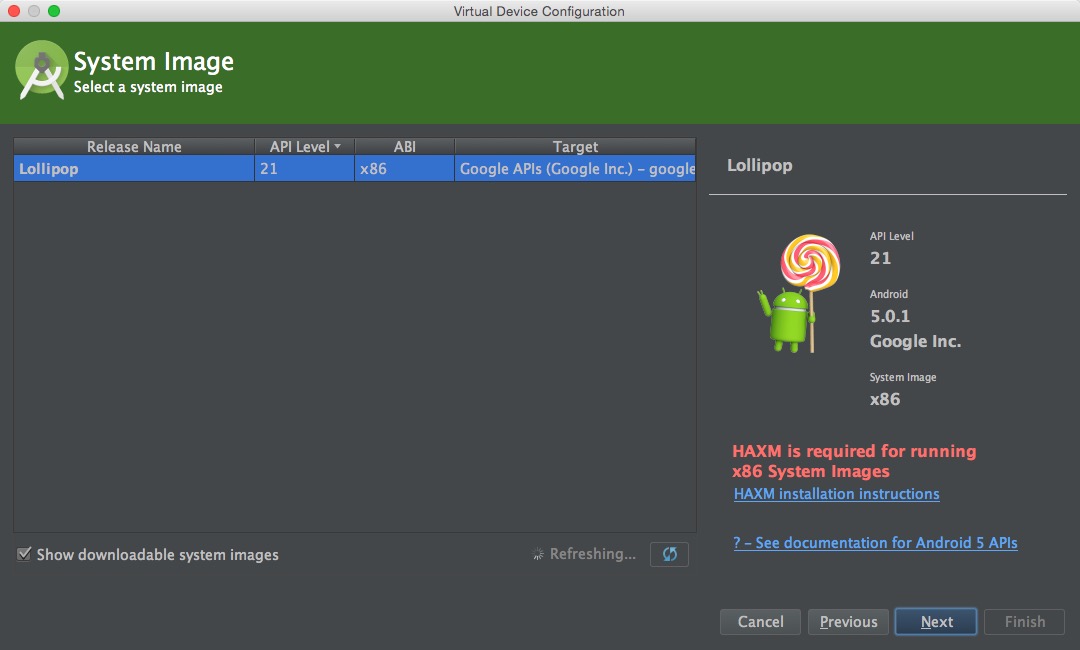 Virtual Device Configuration
System Image
Select a system image
Release Name API Level ABI Target
Lollipop 21 x86 Google APIs (Google Inc.) – google
Lollipop
API Level
21
Android
5.0.1
Google Inc.
System Image
x86
HAXM is required for running
x86 System Images
HAXM installation instructions
? – See documentation for Android 5 APIs
Show downloadable system images
Refreshing...
Cancel Previous Next Finish